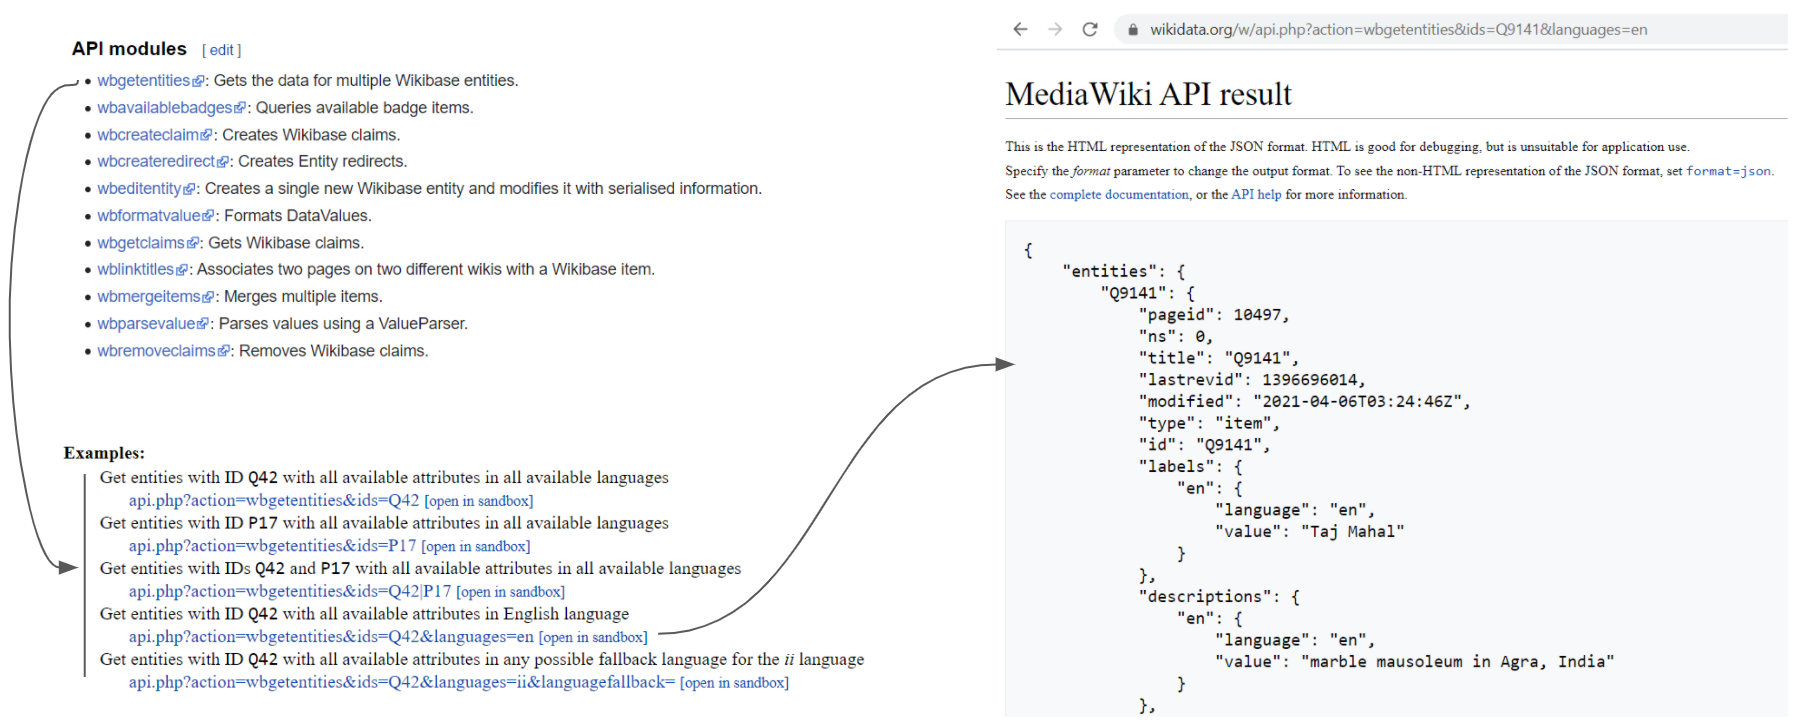 API modules [ edit ]
• wbgetentities: Gets the data for multiple Wikibase entities.
• wbavailablebadges: Queries available badge items.
• wbcreateclaim: Creates Wikibase claims.
• wbcreateredirect: Creates Entity redirects.
• wbeditentity: Creates a single new Wikibase entity and modifies it with serialised information.
• wbformatvalue: Formats DataValues.
• wbgetclaims: Gets Wikibase claims.
• wblinktitles: Associates two pages on two different wikis with a Wikibase item.
• wbmergeitems: Merges multiple items.
• wbparsevalue: Parses values using a ValueParser.
• wbremoveclaims: Removes Wikibase claims.
Examples:
Get entities with ID Q42 with all available attributes in all available languages
api.php?action=wbgetentities&ids=Q42 [open in sandbox]
Get entities with ID P17 with all available attributes in all available languages
api.php?action=wbgetentities&ids=P17 [open in sandbox]
Get entities with IDs Q42 and P17 with all available attributes in all available languages
api.php?action=wbgetentities&ids=Q42|P17 [open in sandbox]
Get entities with ID Q42 with all available attributes in English language
api.php?action=wbgetentities&ids=Q42&languages=en [open in sandbox]
Get entities with ID Q42 with all available attributes in any possible fallback language for the ii language
api.php?action=wbgetentities&ids=Q42&languages=ii&languagefallback= [open in sandbox]
wikidata.org/w/api.php?action=wbgetentities&ids=Q9141&languages=en
MediaWiki API result
This is the HTML representation of the JSON format. HTML is good for debugging, but is unsuitable for application use.
Specify the format parameter to change the output format. To see the non-HTML representation of the JSON format, set format=json.
See the complete documentation, or the API help for more information.
{
"entities": {
"Q9141": {
"pageid": 10497,
"ns": 0,
"title": "Q9141",
"lastrevid": 1396696014,
"modified": "2021-04-06T03:24:46Z",
"type": "item",
"id": "Q9141",
"labels": {
"en": {
"language": "en",
"value": "Taj Mahal"
}
},
"descriptions": {
"en": {
"language": "en",
"value": "marble mausoleum in Agra, India"
}
},